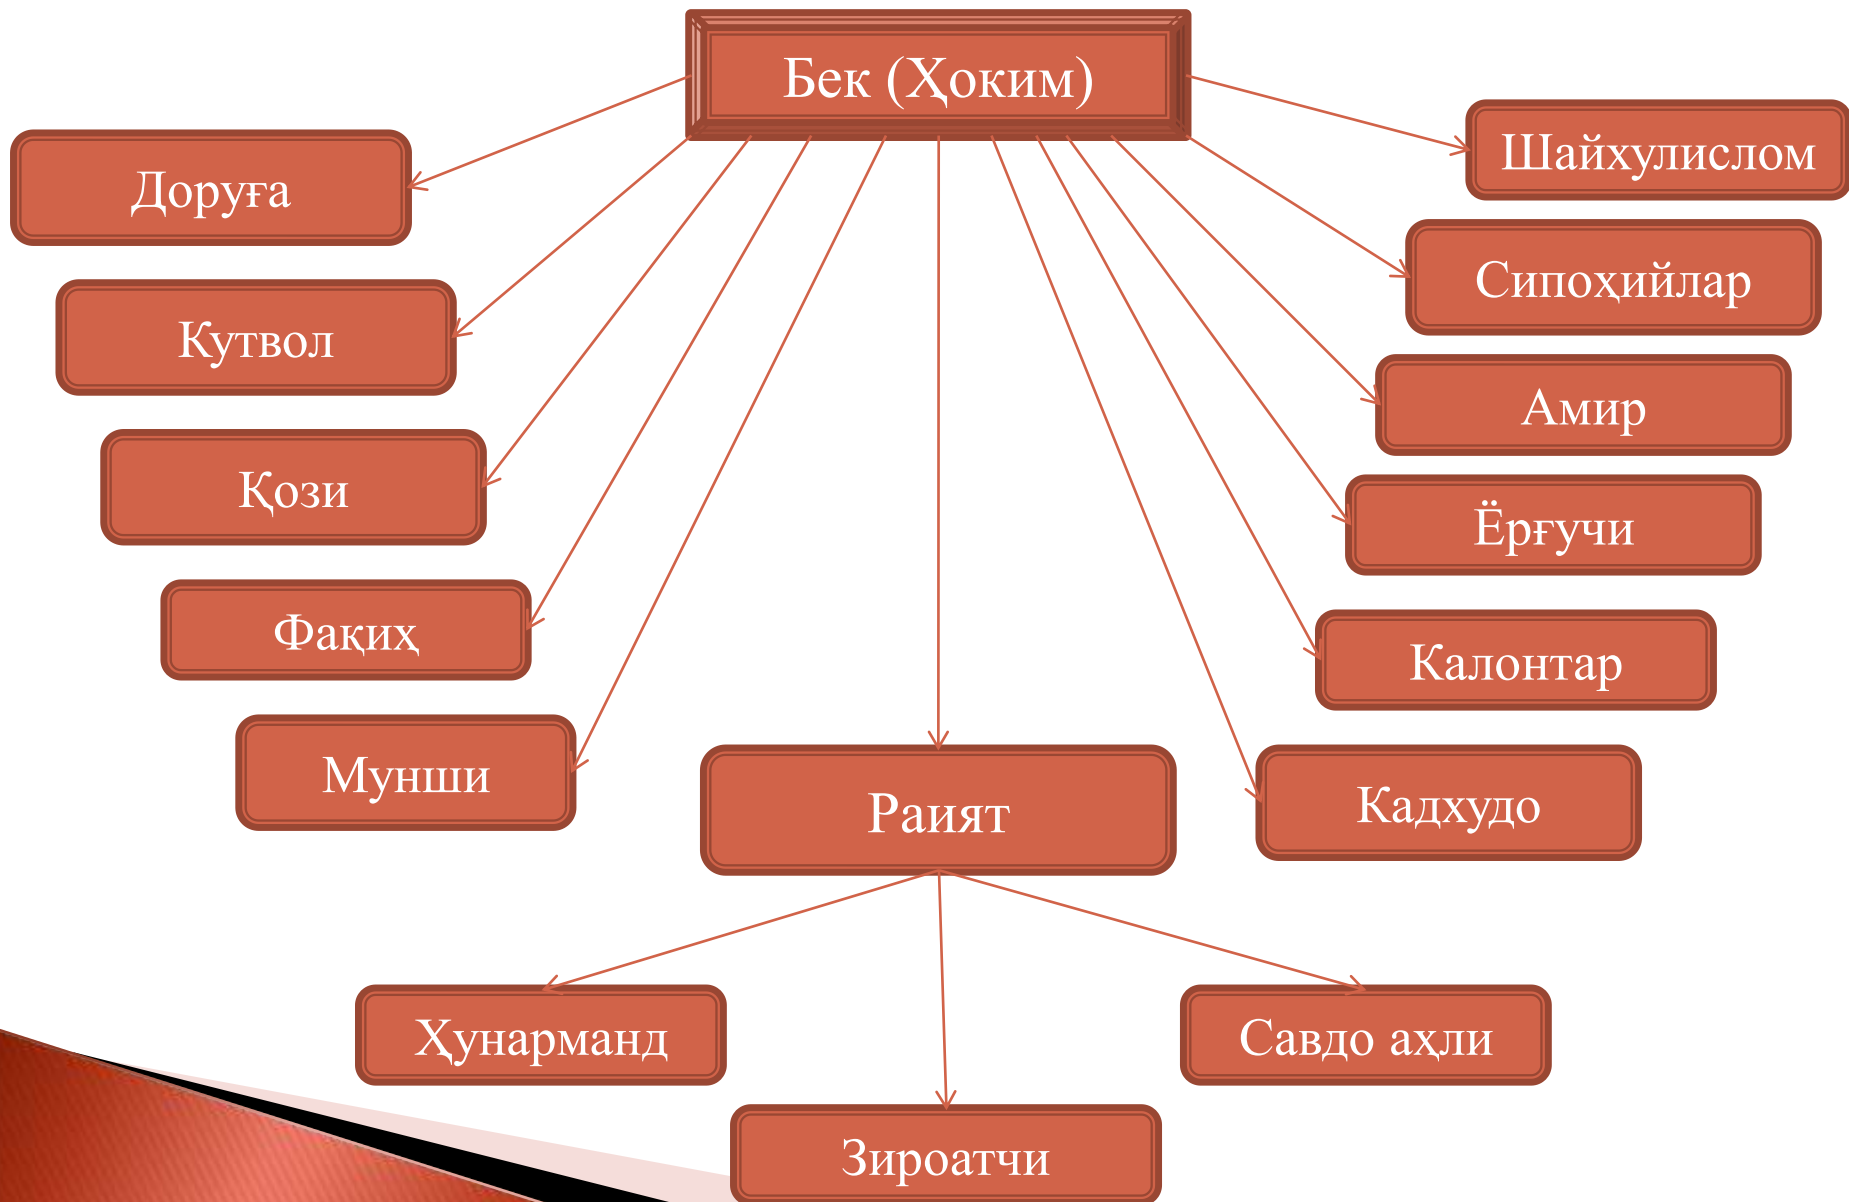 Бек (Ҳоким)
Доруға
Кутвол
Қози
Фақиҳ
Мунши
Шайхулислом
Сипоҳийлар
Амир
Ёрғучи
Калонтар
Кадхудо
Раият
Ҳунарманд
Савдо аҳли
Зироатчи